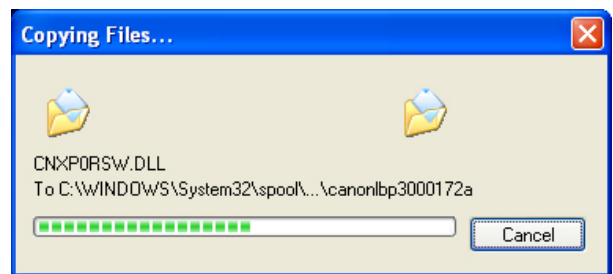 Copying Files...
CNXP0RSW.DLL
To C:\WINDOWS\System32\spool\...\canonlbp3000172a
Cancel